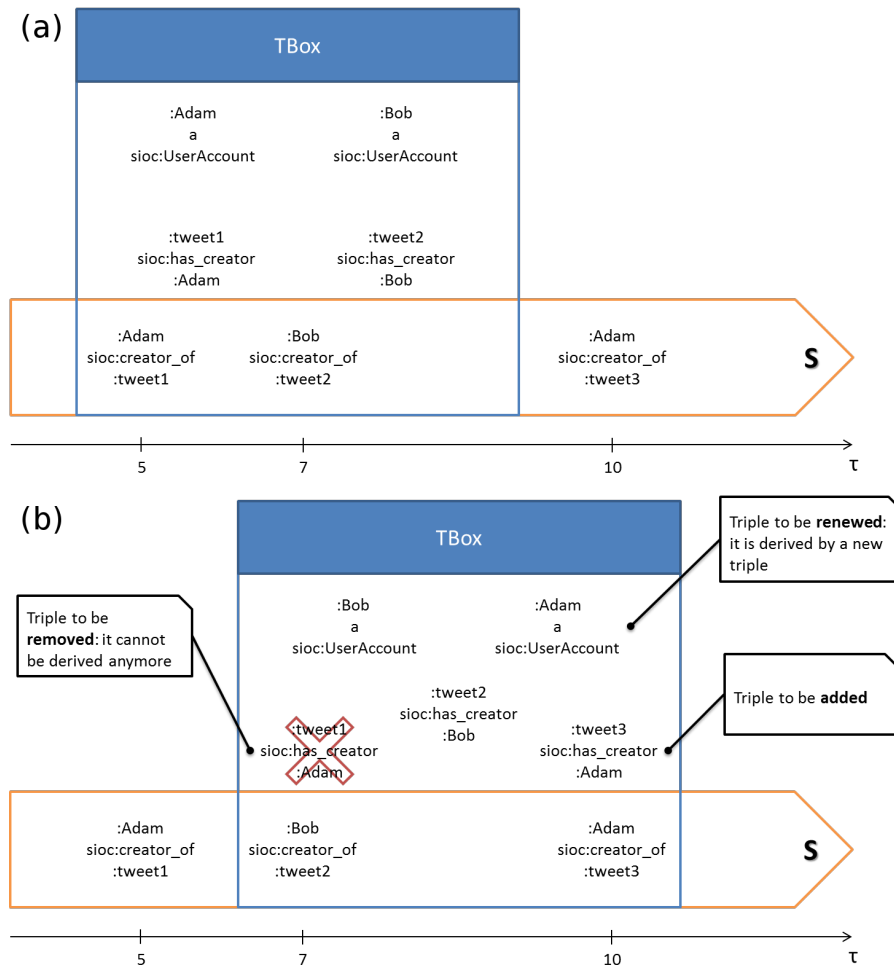 (a)
TBox
:Adam
a
sioc:UserAccount
:Bob
a
sioc:UserAccount
:tweet1
sioc:has_creator
:Adam
:tweet2
sioc:has_creator
:Bob
:Adam
sioc:creator_of
:tweet1
:Bob
sioc:creator_of
:tweet2
:Adam
sioc:creator_of
:tweet3
S
5
7
10
τ
(b)
TBox
Triple to be renewed:
it is derived by a new
triple
Triple to be
removed: it cannot
be derived anymore
:Bob
a
sioc:UserAccount
:Adam
a
sioc:UserAccount
:tweet2
sioc:has_creator
:Bob
Triple to be added
:tweet1
sioc:has_creator
:Adam
:tweet3
sioc:has_creator
:Adam
:Adam
sioc:creator_of
:tweet1
:Bob
sioc:creator_of
:tweet2
:Adam
sioc:creator_of
:tweet3
S
5
7
10
τ